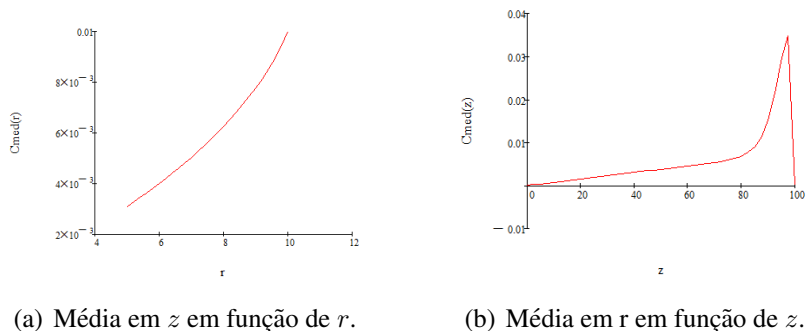 0.01
8×10⁻³
6×10⁻³
4×10⁻³
2×10⁻³
4 6 8 10 12
Cmed(r)
r
0.04
0.03
0.02
0.01
− 0.01
0 20 40 60 80 100
Cmed(z)
z
(a) Média em z em função de r.
(b) Média em r em função de z.